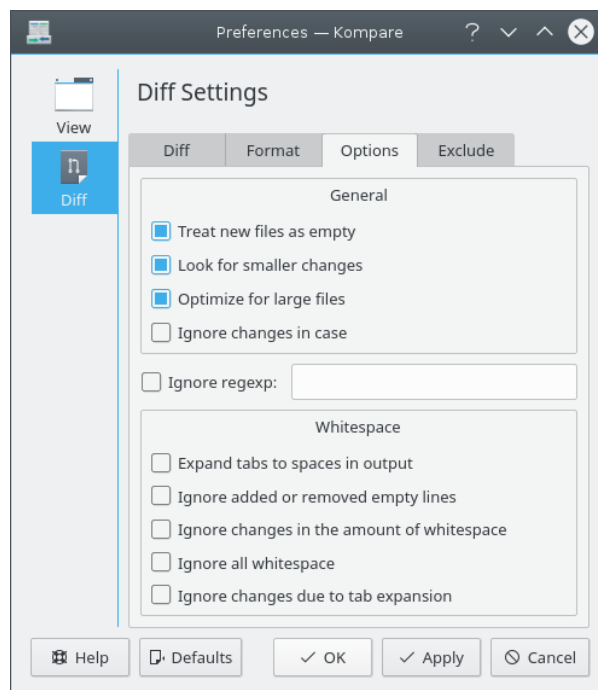 Preferences — Kompare
View
Diff
Diff Settings
Diff Format Options Exclude
General
Treat new files as empty
Look for smaller changes
Optimize for large files
Ignore changes in case
Ignore regexp:
Whitespace
Expand tabs to spaces in output
Ignore added or removed empty lines
Ignore changes in the amount of whitespace
Ignore all whitespace
Ignore changes due to tab expansion
Help Defaults OK Apply Cancel